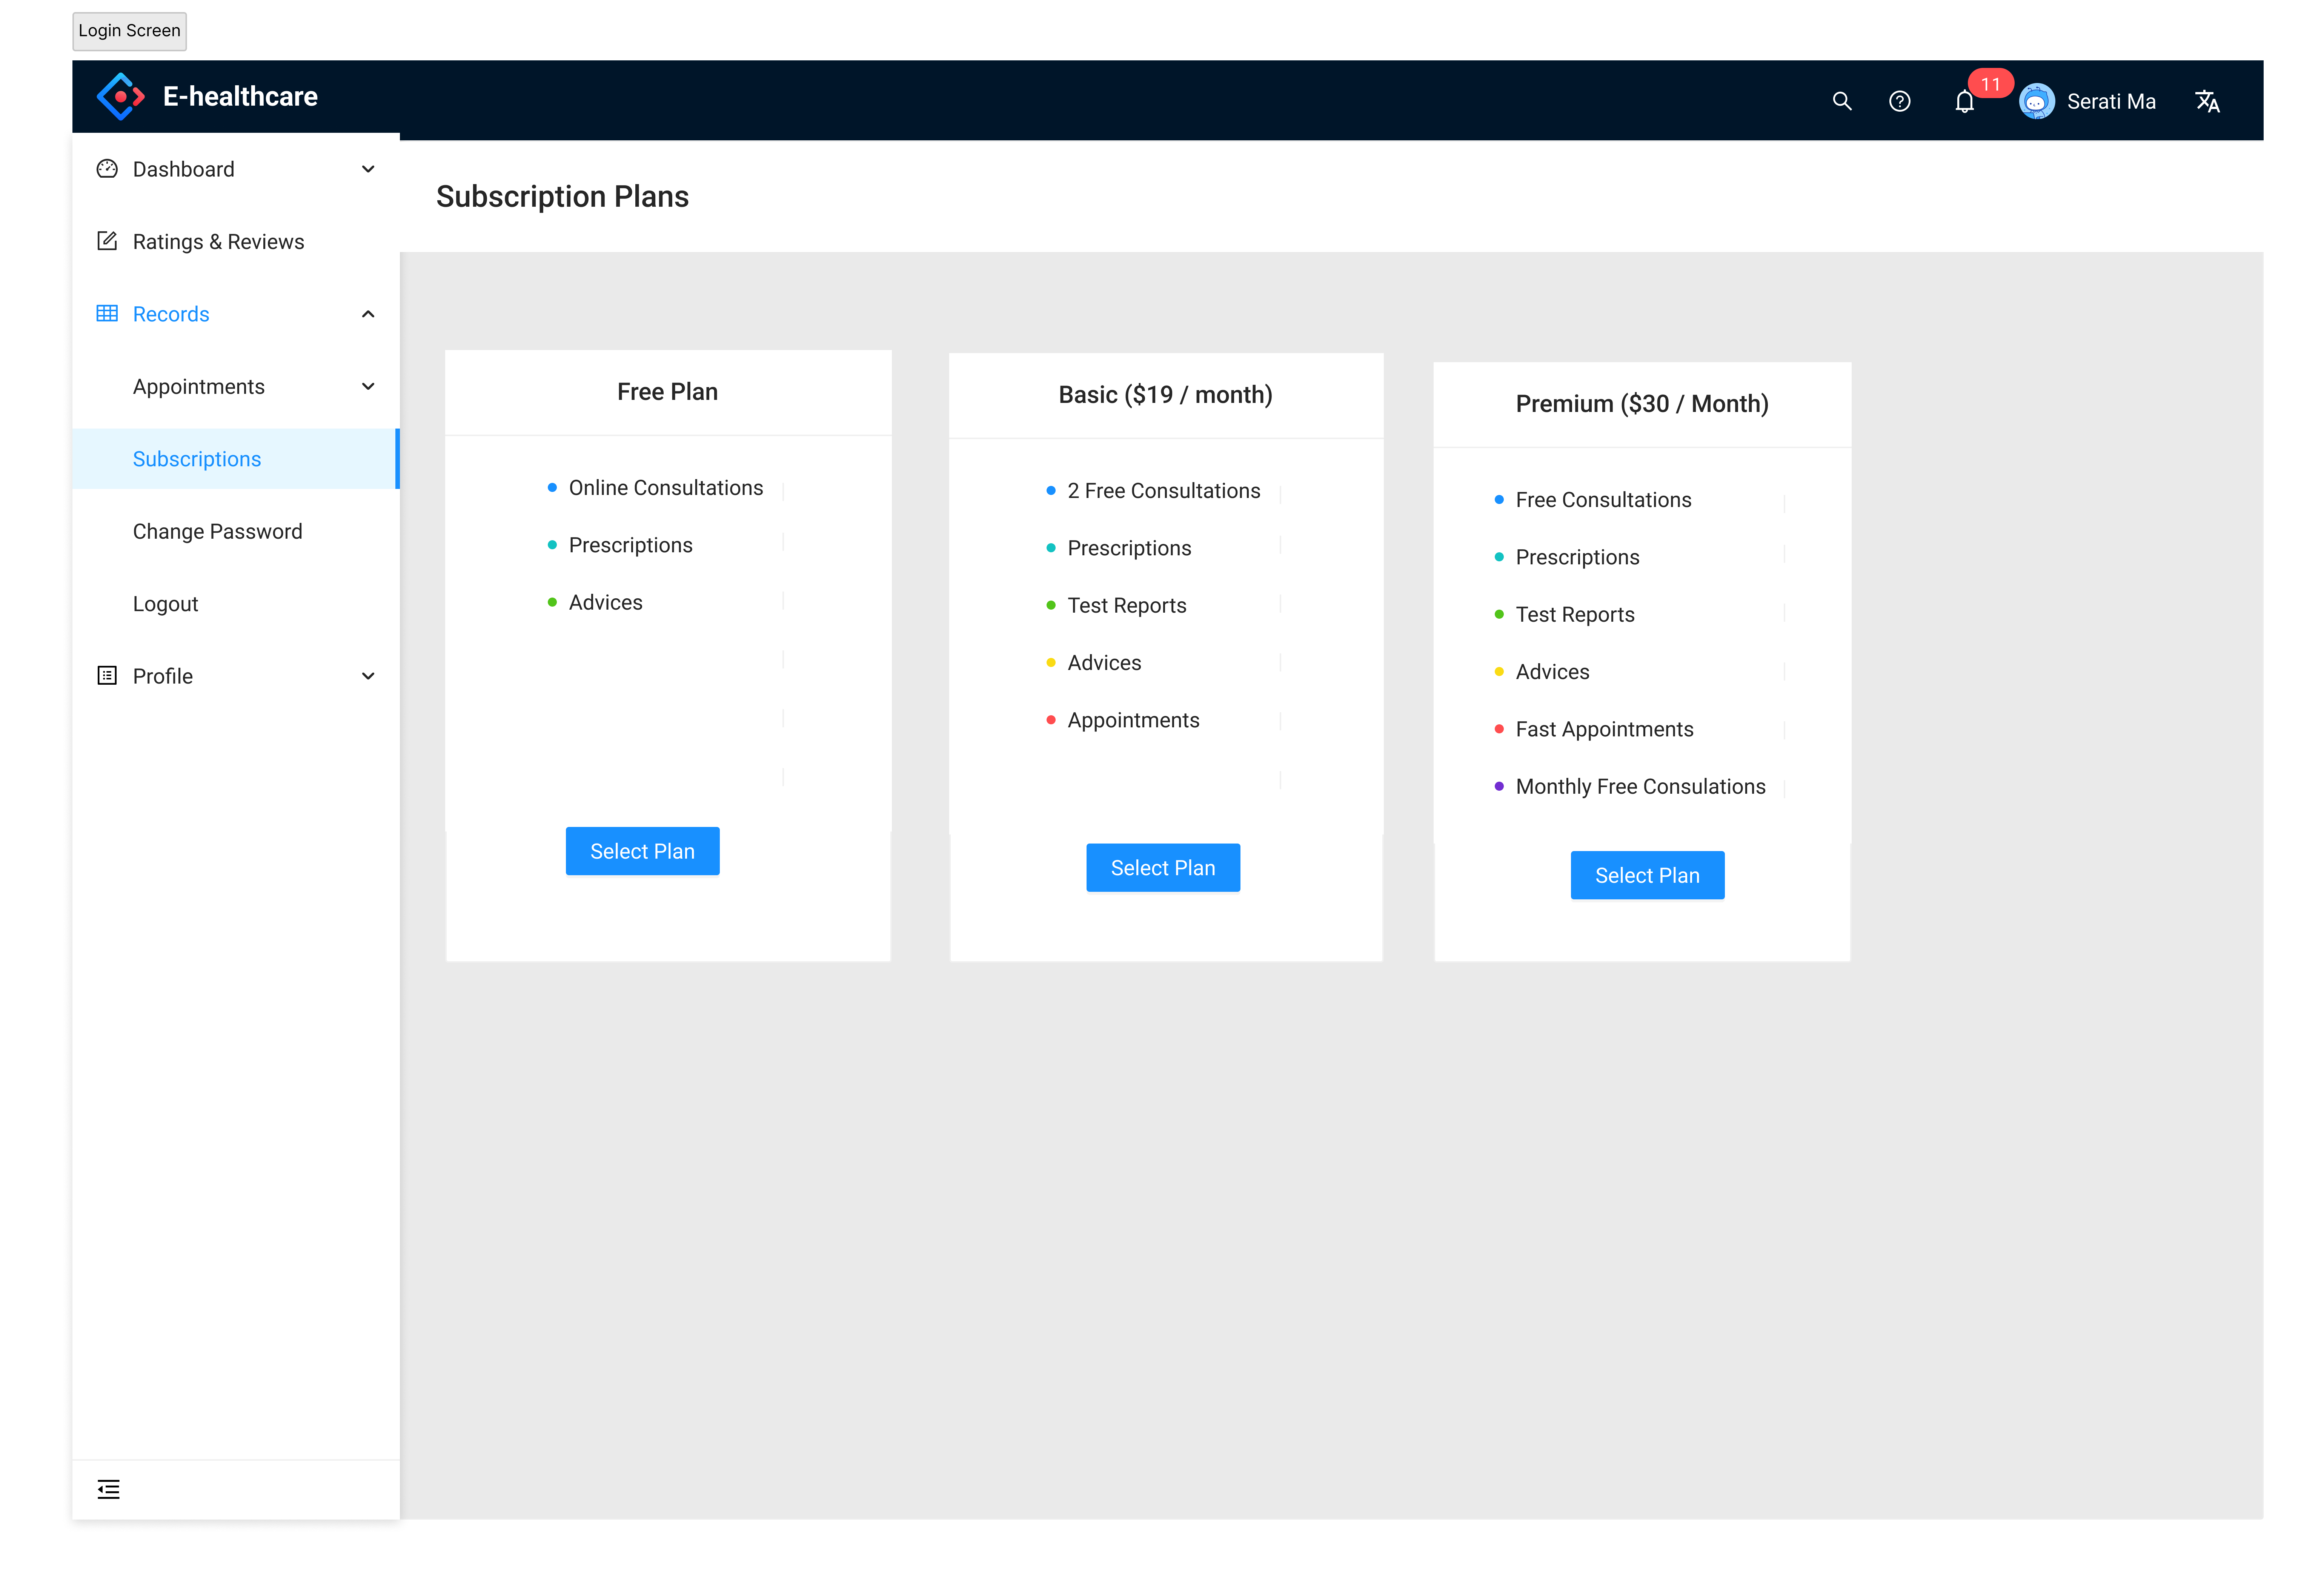 Login Screen
E-healthcare
11
Serati Ma
Dashboard
Ratings & Reviews
Records
Appointments
Subscriptions
Change Password
Logout
Profile
Subscription Plans
Free Plan
Online Consultations
Prescriptions
Advices
Select Plan
Basic ($19 / month)
2 Free Consultations
Prescriptions
Test Reports
Advices
Appointments
Select Plan
Premium ($30 / Month)
Free Consultations
Prescriptions
Test Reports
Advices
Fast Appointments
Monthly Free Consulations
Select Plan